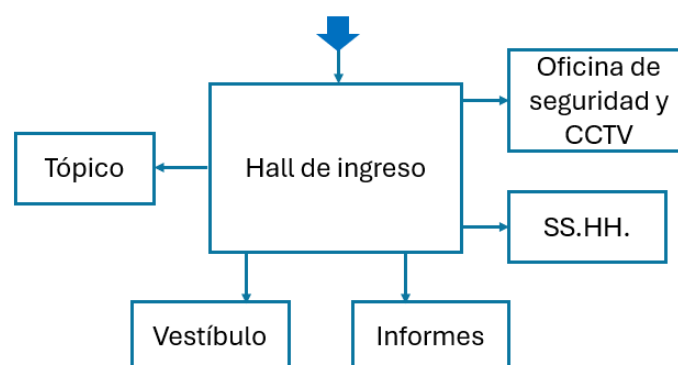 Oficina de
seguridad y
CCTV
Tópico
Hall de ingreso
SS.HH.
Vestíbulo
Informes